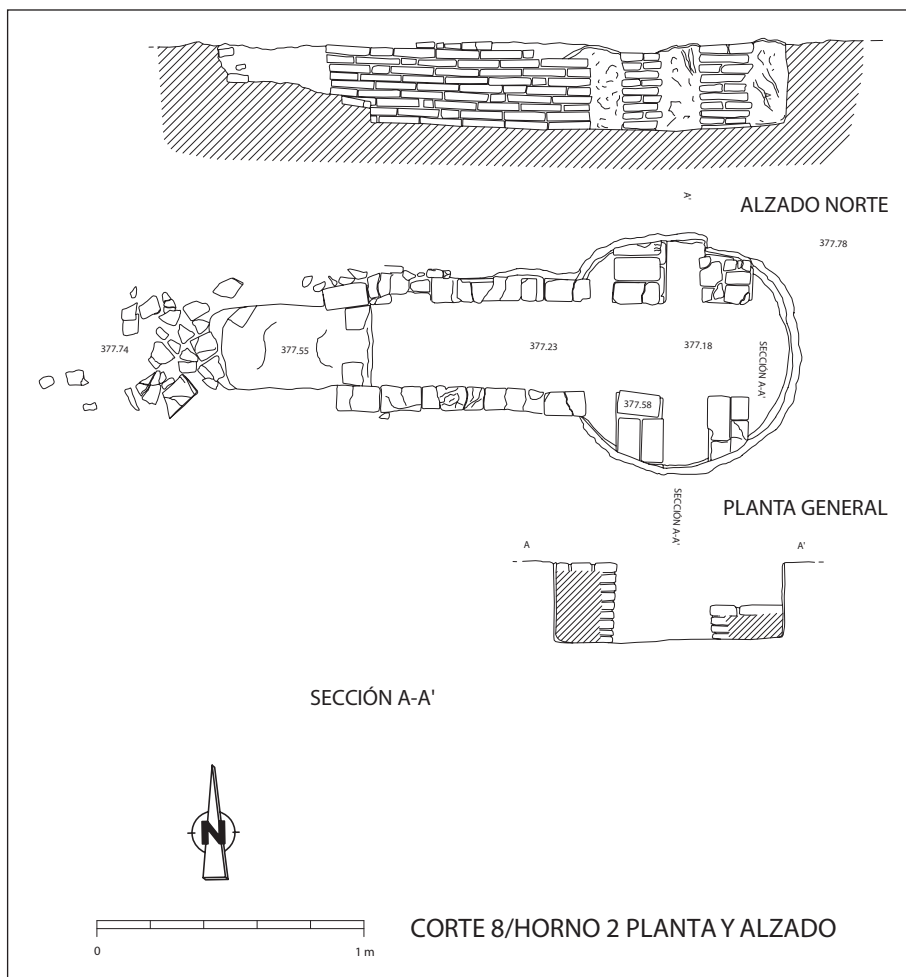 A'
ALZADO NORTE
377.78
377.74
377.55
377.23
377.18
SECCIÓN A-A'
377.58
SECCIÓN A-A'
PLANTA GENERAL
A
A'
SECCIÓN A-A'
N
CORTE 8/HORNO 2 PLANTA Y ALZADO
0
1 m